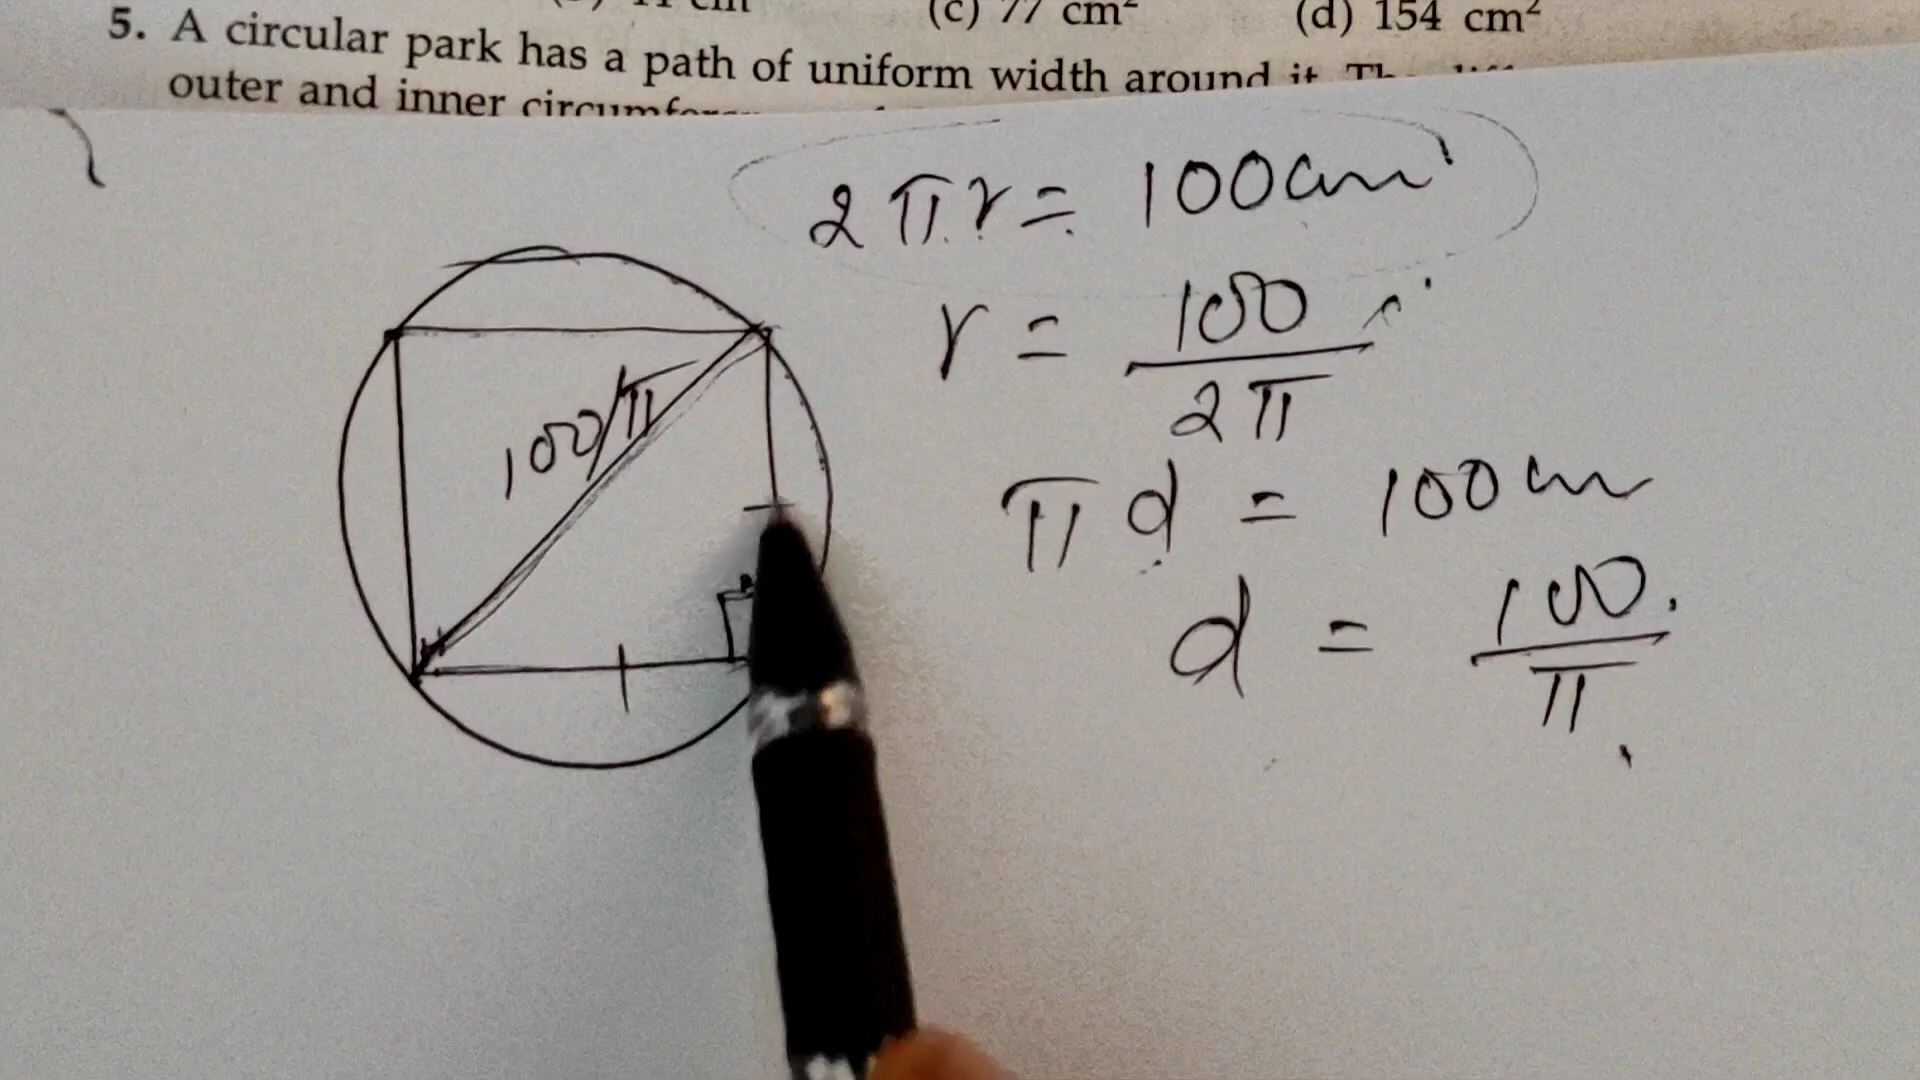 (c) 77 cm² (d) 154 cm²
5. A circular park has a path of uniform width around it.
outer and inner
2πr = 100cm
r = 100
2π
100/π
πd = 100cm
d = 100
π